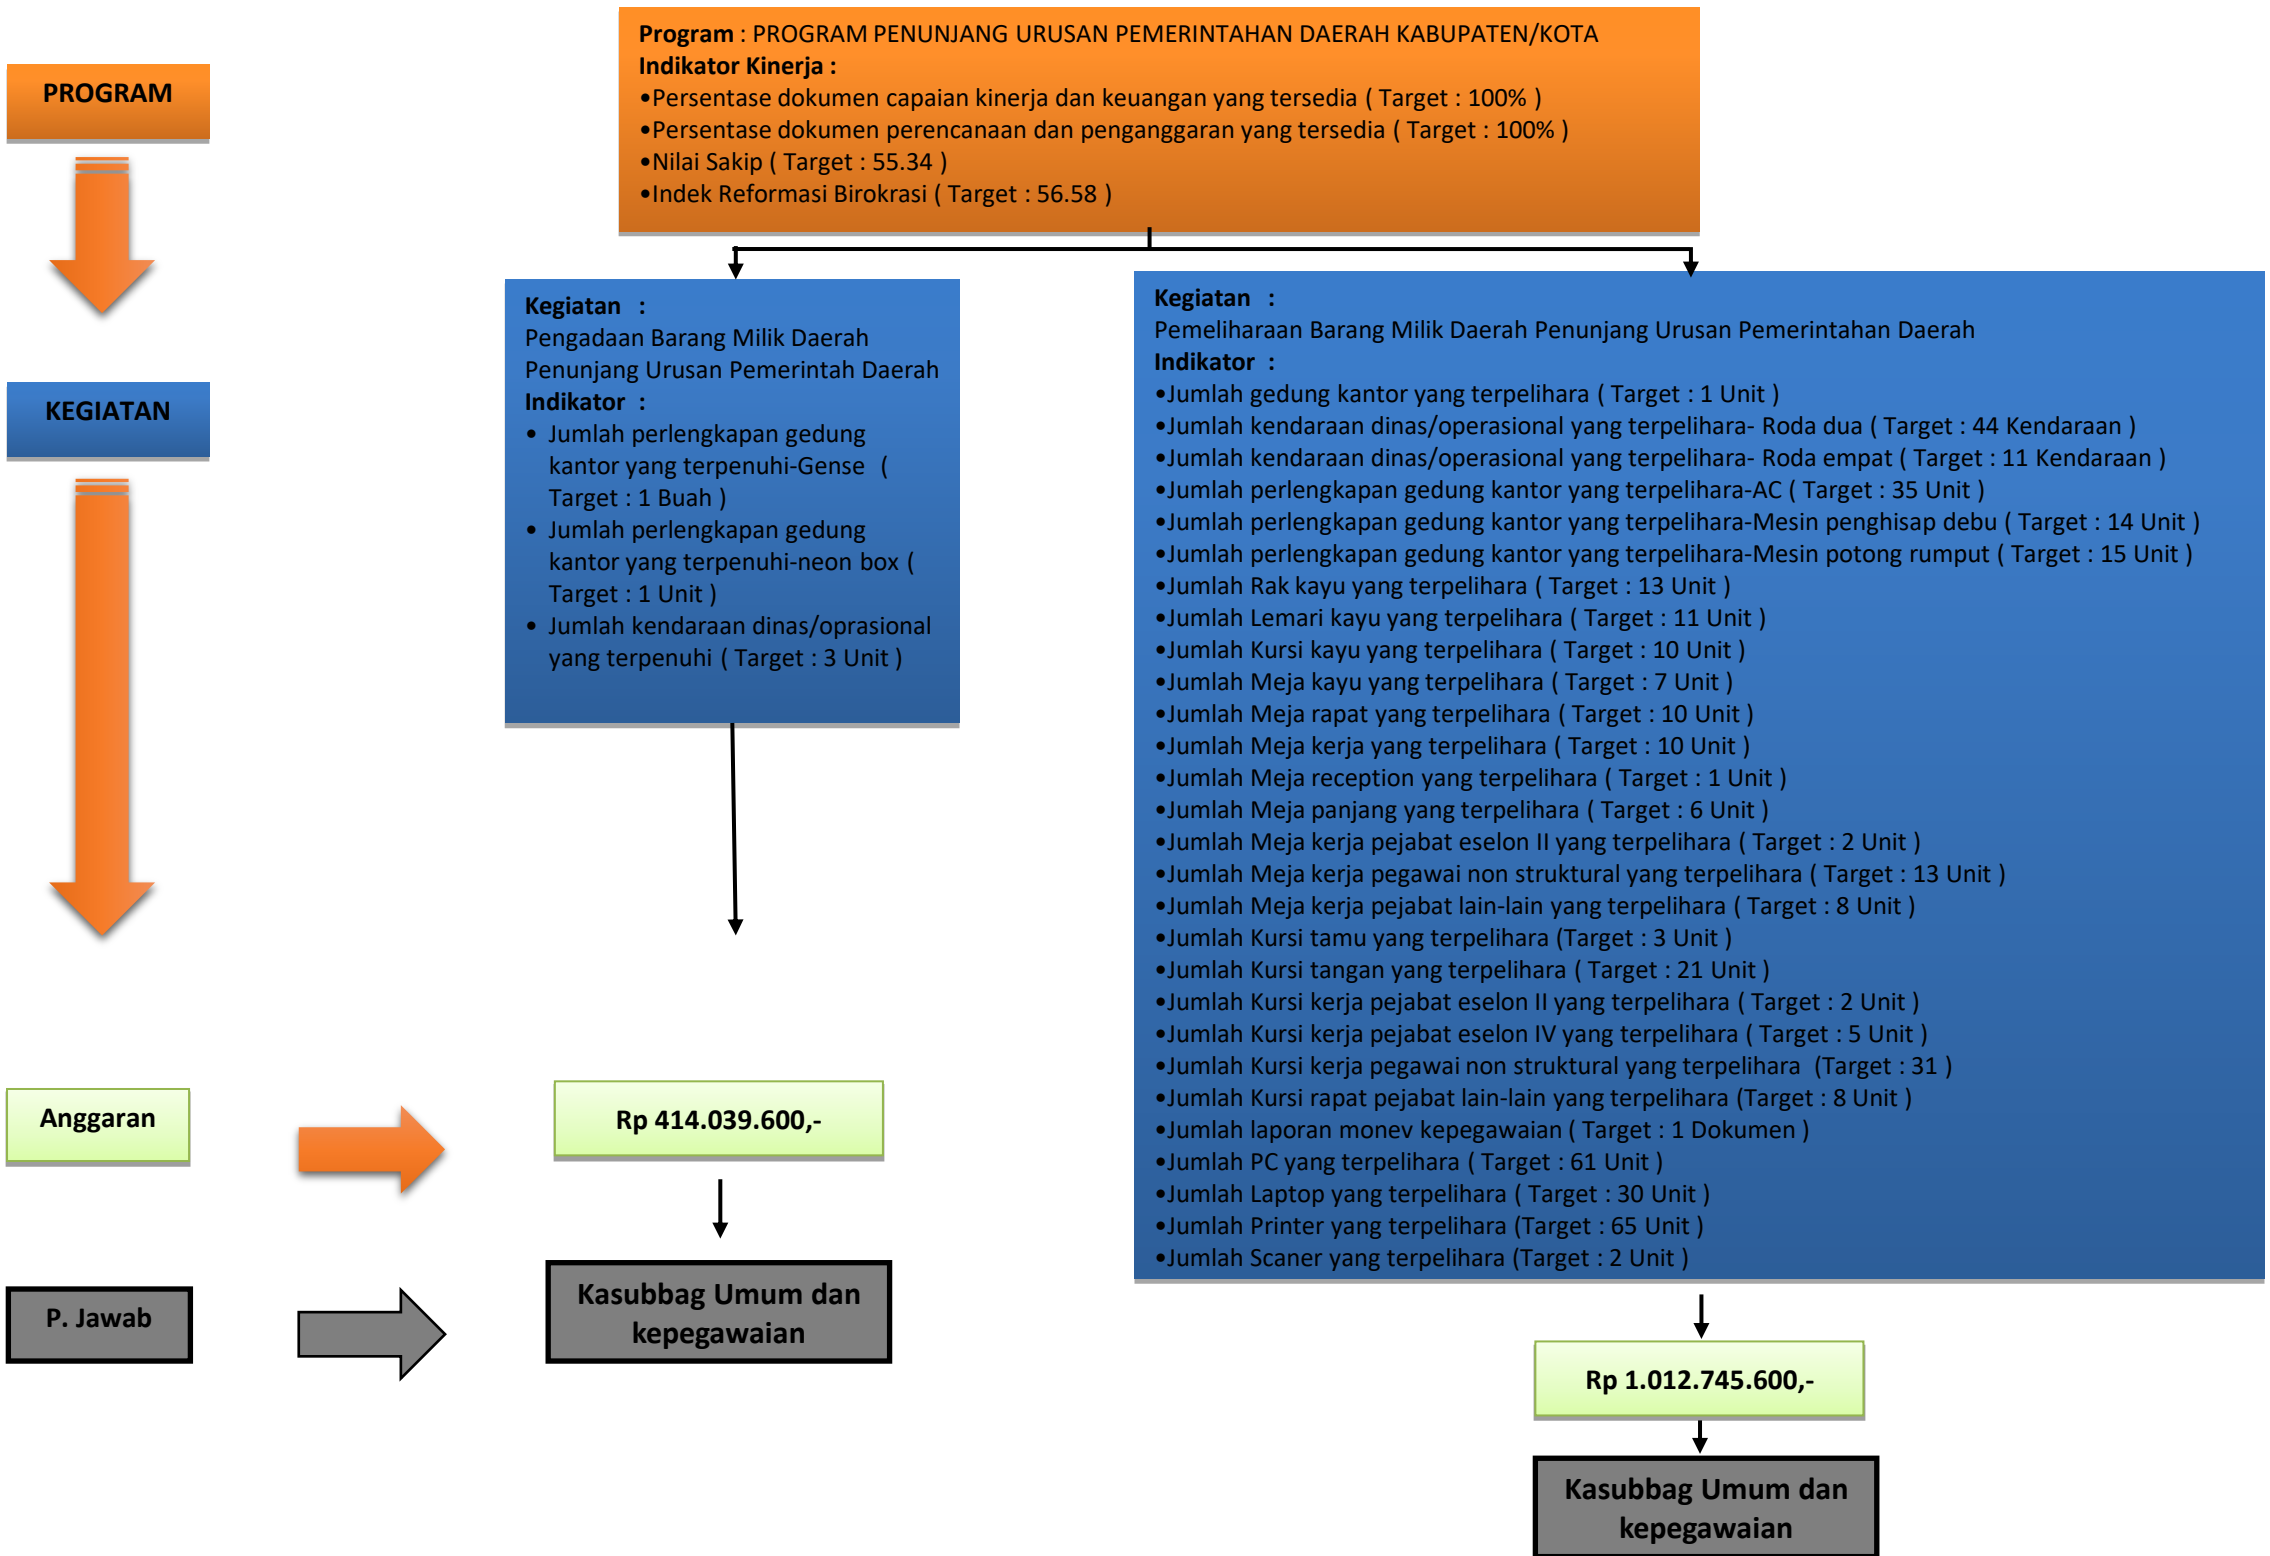 Program : PROGRAM PENUNJANG URUSAN PEMERINTAHAN DAERAH KABUPATEN/KOTA
Indikator Kinerja :
•Persentase dokumen capaian kinerja dan keuangan yang tersedia ( Target : 100% )
•Persentase dokumen perencanaan dan penganggaran yang tersedia ( Target : 100% )
•Nilai Sakip ( Target : 55.34 )
•Indek Reformasi Birokrasi ( Target : 56.58 )
PROGRAM
KEGIATAN
Kegiatan :
Pengadaan Barang Milik Daerah
Penunjang Urusan Pemerintah Daerah
Indikator :
• Jumlah perlengkapan gedung
kantor yang terpenuhi-Gense (
Target : 1 Buah )
• Jumlah perlengkapan gedung
kantor yang terpenuhi-neon box (
Target : 1 Unit )
• Jumlah kendaraan dinas/oprasional
yang terpenuhi ( Target : 3 Unit )
Kegiatan :
Pemeliharaan Barang Milik Daerah Penunjang Urusan Pemerintahan Daerah
Indikator :
•Jumlah gedung kantor yang terpelihara ( Target : 1 Unit )
•Jumlah kendaraan dinas/operasional yang terpelihara- Roda dua ( Target : 44 Kendaraan )
•Jumlah kendaraan dinas/operasional yang terpelihara- Roda empat ( Target : 11 Kendaraan )
•Jumlah perlengkapan gedung kantor yang terpelihara-AC ( Target : 35 Unit )
•Jumlah perlengkapan gedung kantor yang terpelihara-Mesin penghisap debu ( Target : 14 Unit )
•Jumlah perlengkapan gedung kantor yang terpelihara-Mesin potong rumput ( Target : 15 Unit )
•Jumlah Rak kayu yang terpelihara ( Target : 13 Unit )
•Jumlah Lemari kayu yang terpelihara ( Target : 11 Unit )
•Jumlah Kursi kayu yang terpelihara ( Target : 10 Unit )
•Jumlah Meja kayu yang terpelihara ( Target : 7 Unit )
•Jumlah Meja rapat yang terpelihara ( Target : 10 Unit )
•Jumlah Meja kerja yang terpelihara ( Target : 10 Unit )
•Jumlah Meja reception yang terpelihara ( Target : 1 Unit )
•Jumlah Meja panjang yang terpelihara ( Target : 6 Unit )
•Jumlah Meja kerja pejabat eselon II yang terpelihara ( Target : 2 Unit )
•Jumlah Meja kerja pegawai non struktural yang terpelihara ( Target : 13 Unit )
•Jumlah Meja kerja pejabat lain-lain yang terpelihara ( Target : 8 Unit )
•Jumlah Kursi tamu yang terpelihara (Target : 3 Unit )
•Jumlah Kursi tangan yang terpelihara ( Target : 21 Unit )
•Jumlah Kursi kerja pejabat eselon II yang terpelihara ( Target : 2 Unit )
•Jumlah Kursi kerja pejabat eselon IV yang terpelihara ( Target : 5 Unit )
•Jumlah Kursi kerja pegawai non struktural yang terpelihara (Target : 31 )
•Jumlah Kursi rapat pejabat lain-lain yang terpelihara (Target : 8 Unit )
•Jumlah laporan monev kepegawaian ( Target : 1 Dokumen )
•Jumlah PC yang terpelihara ( Target : 61 Unit )
•Jumlah Laptop yang terpelihara ( Target : 30 Unit )
•Jumlah Printer yang terpelihara (Target : 65 Unit )
•Jumlah Scaner yang terpelihara (Target : 2 Unit )
Anggaran
Rp 414.039.600,-
P. Jawab
Kasubbag Umum dan
kepegawaian
Rp 1.012.745.600,-
Kasubbag Umum dan
kepegawaian